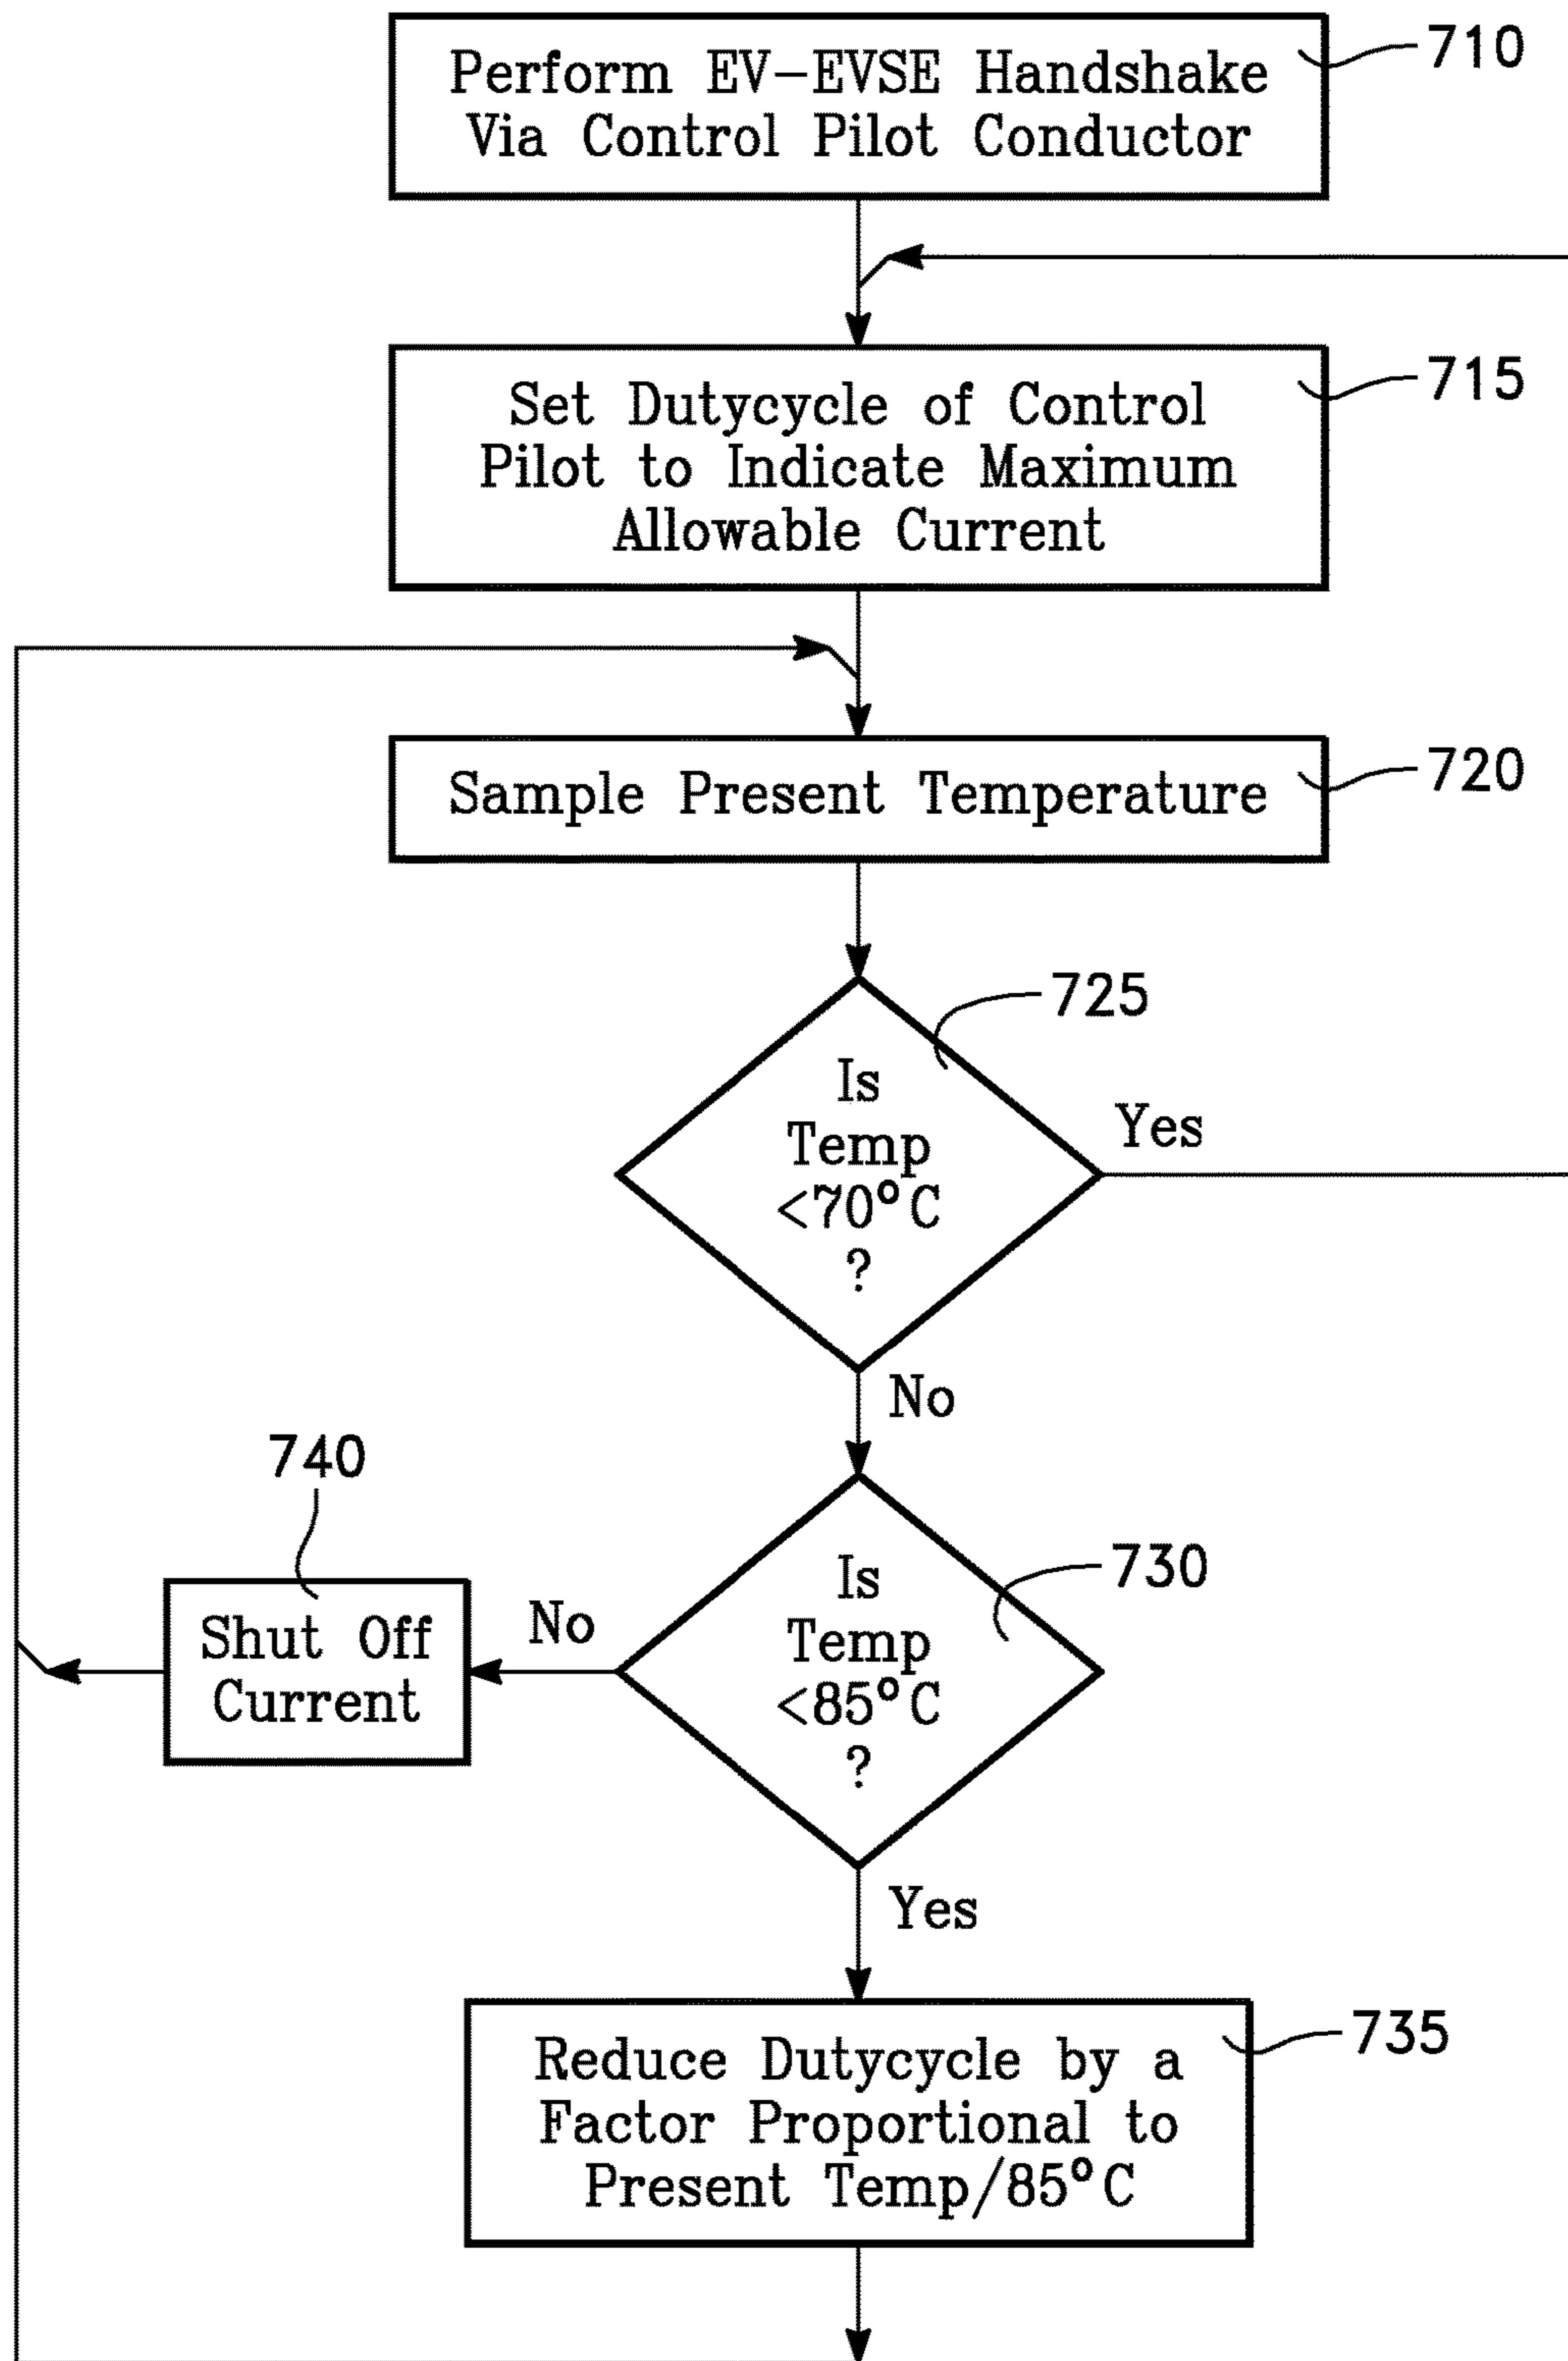 Perform EV-EVSE Handshake
Via Control Pilot Conductor
710
Set Dutycycle of Control
Pilot to Indicate Maximum
Allowable Current
715
Sample Present Temperature
720
725
Is
Temp
<70°C
?
Yes
No
740
Shut Off
Current
No
730
Is
Temp
<85°C
?
Yes
Reduce Dutycycle by a
Factor Proportional to
Present Temp/85°C
735